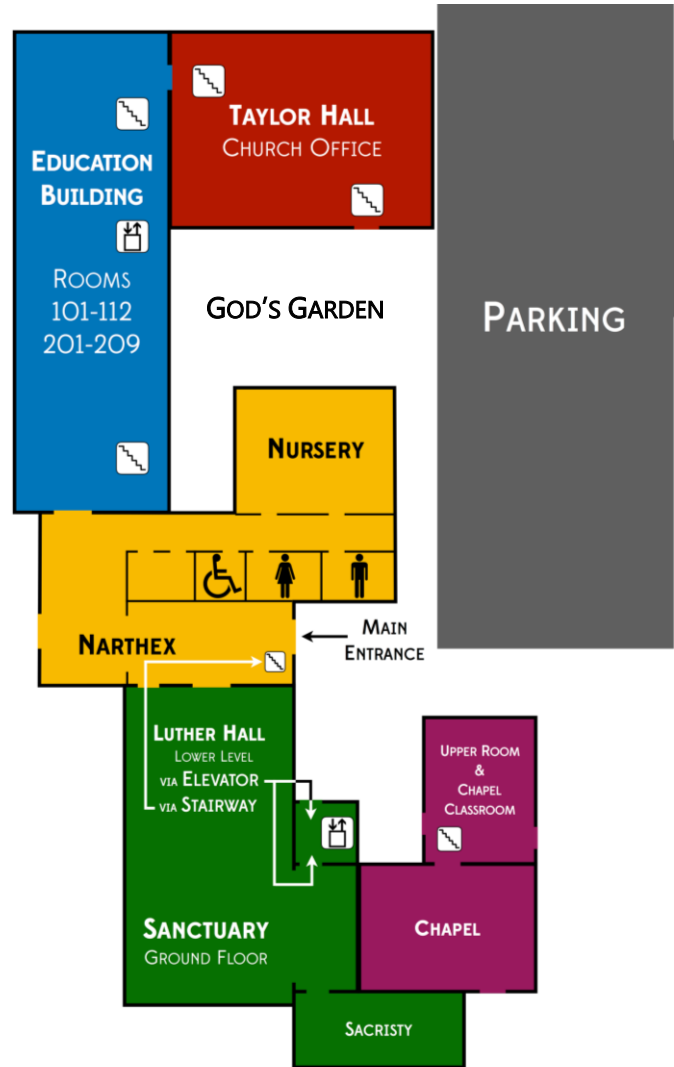 TAYLOR HALL
CHURCH OFFICE
EDUCATION
BUILDING
ROOMS
101-112
201-209
GOD'S GARDEN
PARKING
NURSERY
MAIN
ENTRANCE
NARTHEX
LUTHER HALL
LOWER LEVEL
VIA ELEVATOR
VIA STAIRWAY
UPPER ROOM
&
CHAPEL
CLASSROOM
SANCTUARY
GROUND FLOOR
CHAPEL
SACRISTY